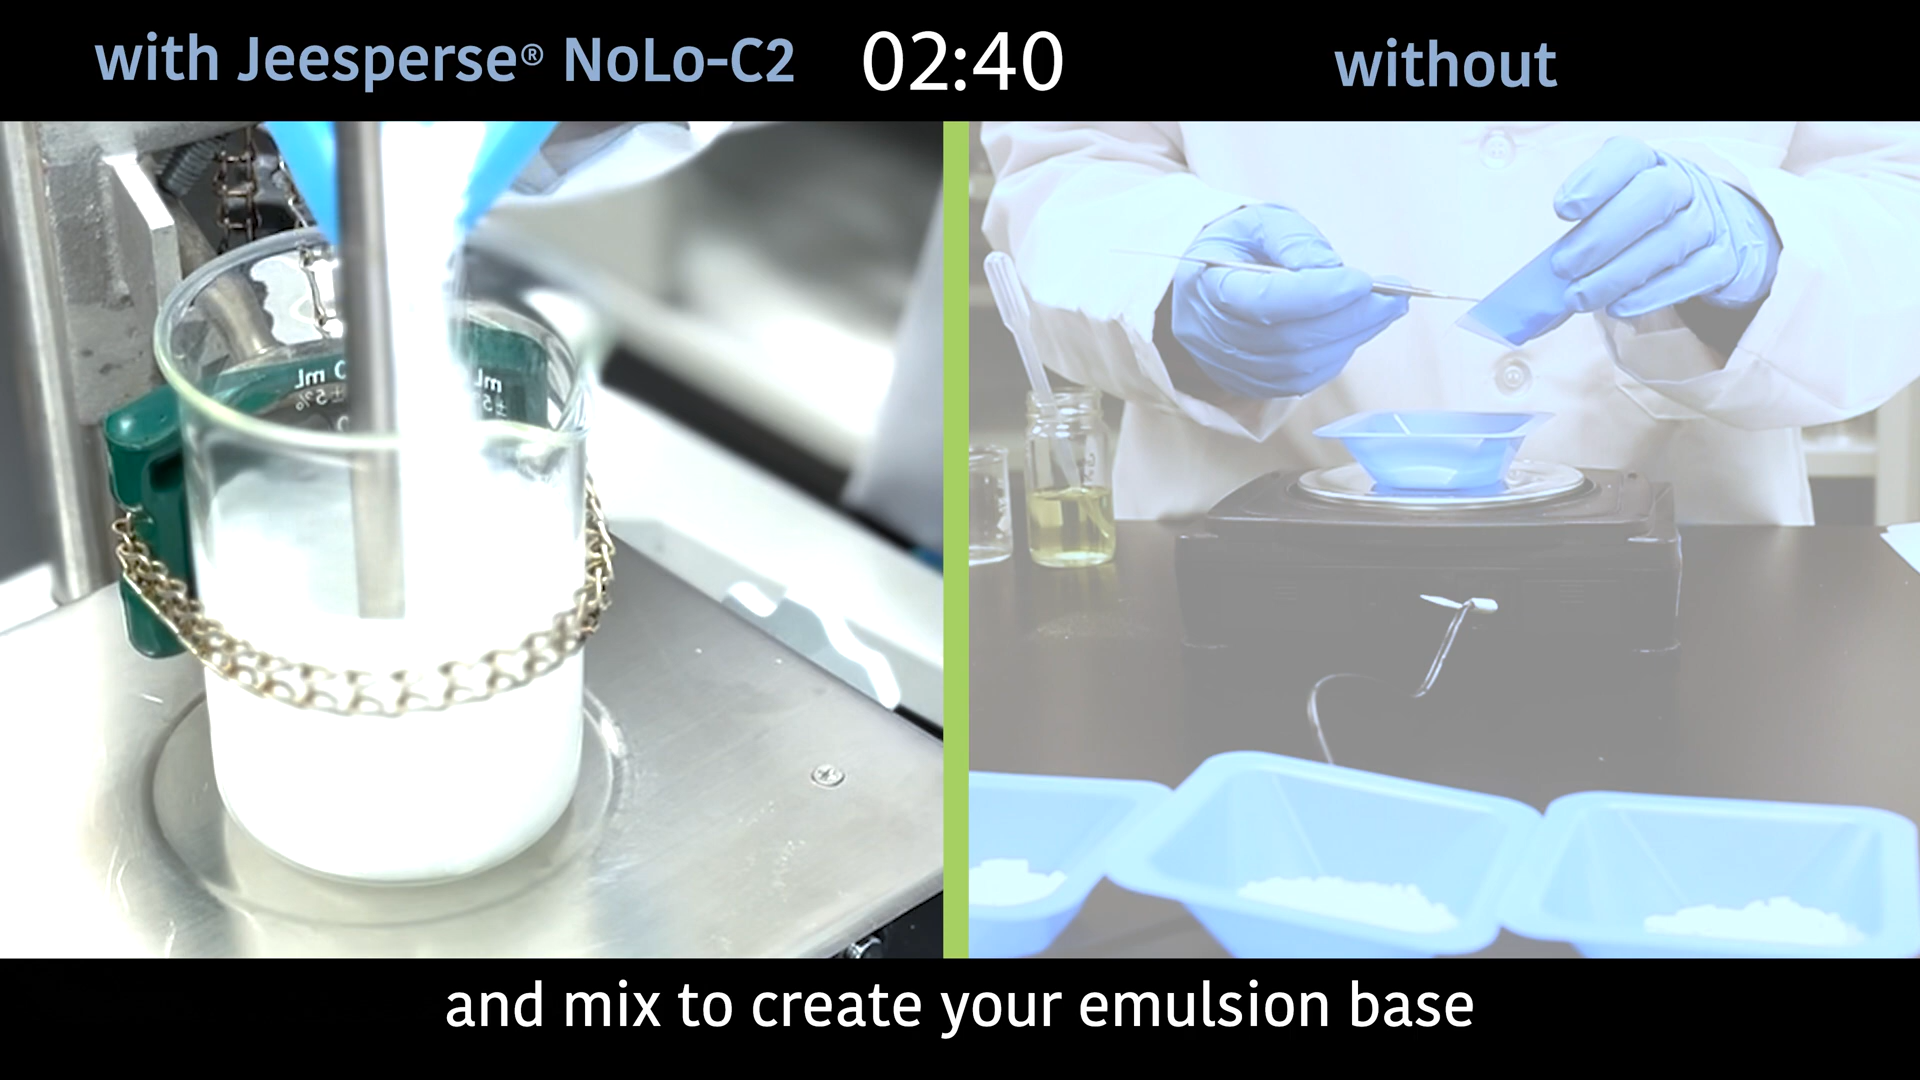 with Jeesperse® NoLo-C2
02:40
without
and mix to create your emulsion base